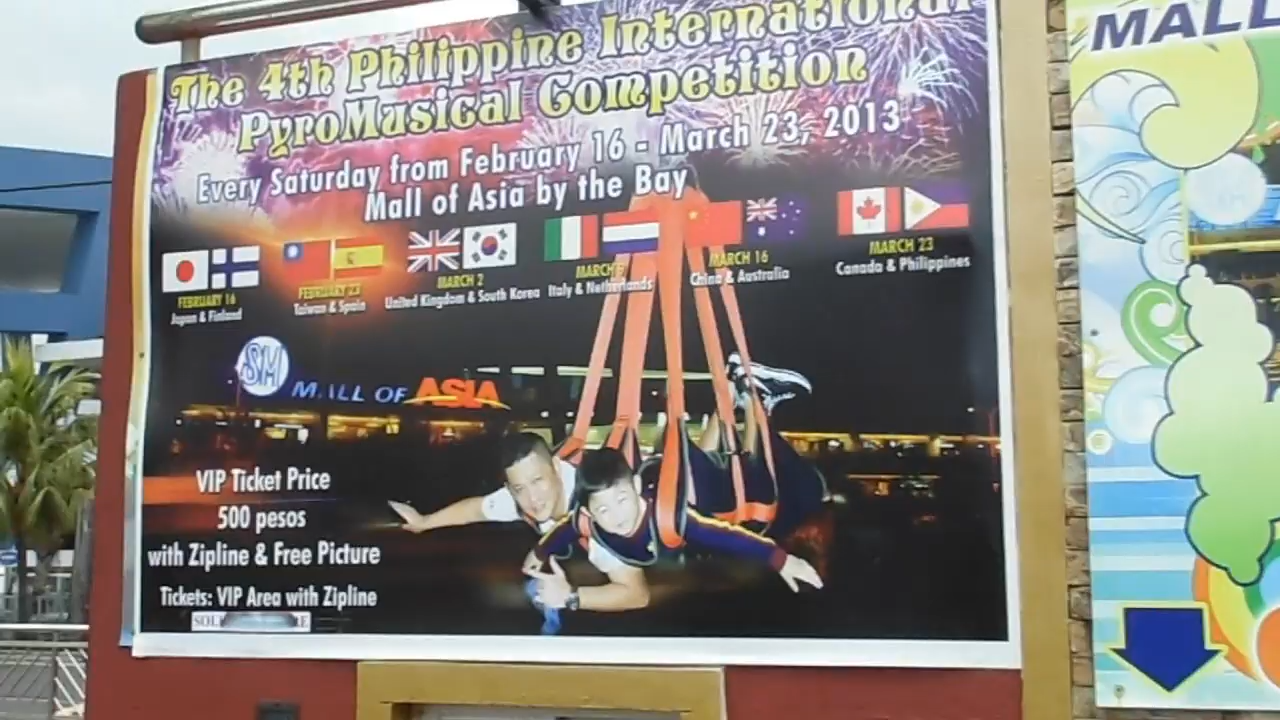 The 4th Philippine International
PyroMusical Competition
Every Saturday from February 16 - March 23, 2013
Mall of Asia by the Bay
FEBRUARY 16
Japan & Finland
FEBRUARY 23
Taiwan & Spain
MARCH 2
United Kingdom & South Korea
MARCH
Italy & Netherlands
MARCH 16
China & Australia
MARCH 23
Canada & Philippines
SM MALL OF ASIA
VIP Ticket Price
500 pesos
with Zipline & Free Picture
Tickets: VIP Area with Zipline
MALL